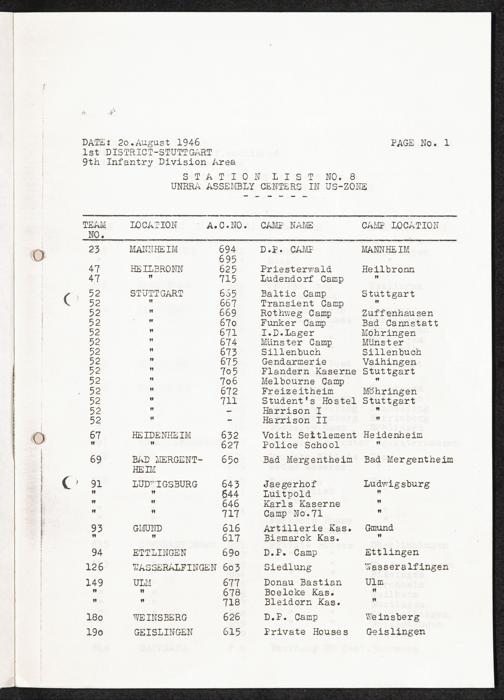 DATE: 2o.August 1946 PAGE No. 1
1st DISTRICT-STUTTGART
9th Infantry Division Area
S T A T I O N L I S T NO. 8
UNRRA ASSEMBLY CENTERS IN US-ZONE
- - - - - -
TEAM NO. LOCATION A.C.NO. CAMP NAME CAMP LOCATION
23 MANNHEIM 694 D.P. CAMP MANNHEIM
695
47 HEILBRONN 625 Priesterwald Heilbronn
47 " 715 Ludendorf Camp "
52 STUTTGART 665 Baltic Camp Stuttgart
52 " 667 Transient Camp "
52 " 669 Rothweg Camp Zuffenhausen
52 " 67o Funker Camp Bad Cannstatt
52 " 671 I.D.Lager Mohringen
52 " 674 Münster Camp Münster
52 " 673 Sillenbuch Sillenbuch
52 " 675 Gendarmerie Vaihingen
52 " 7o5 Flandern Kaserne Stuttgart
52 " 7o6 Melbourne Camp "
52 " 672 Freizeitheim Möhringen
52 " 711 Student's Hostel Stuttgart
52 " - Harrison I "
52 " - Harrison II "
67 HEIDENHEIM 632 Voith Settlement Heidenheim
" " 627 Police School "
69 BAD MERGENT- 65o Bad Mergentheim Bad Mergentheim
HEIM
91 LUDWIGSBURG 643 Jaegerhof Ludwigsburg
" " 644 Luitpold "
" " 646 Karls Kaserne "
" " 717 Camp No.71 "
93 GMUND 616 Artillerie Kas. Gmund
" " 617 Bismarck Kas. "
94 ETTLINGEN 69o D.P. Camp Ettlingen
126 WASSERALFINGEN 6o3 Siedlung Wasseralfingen
149 ULM 677 Donau Bastian Ulm
" " 678 Boelcke Kas. "
" " 718 Bleidorn Kas. "
18o WEINSBERG 626 D.P. Camp Weinsberg
19o GEISLINGEN 615 Private Houses Geislingen